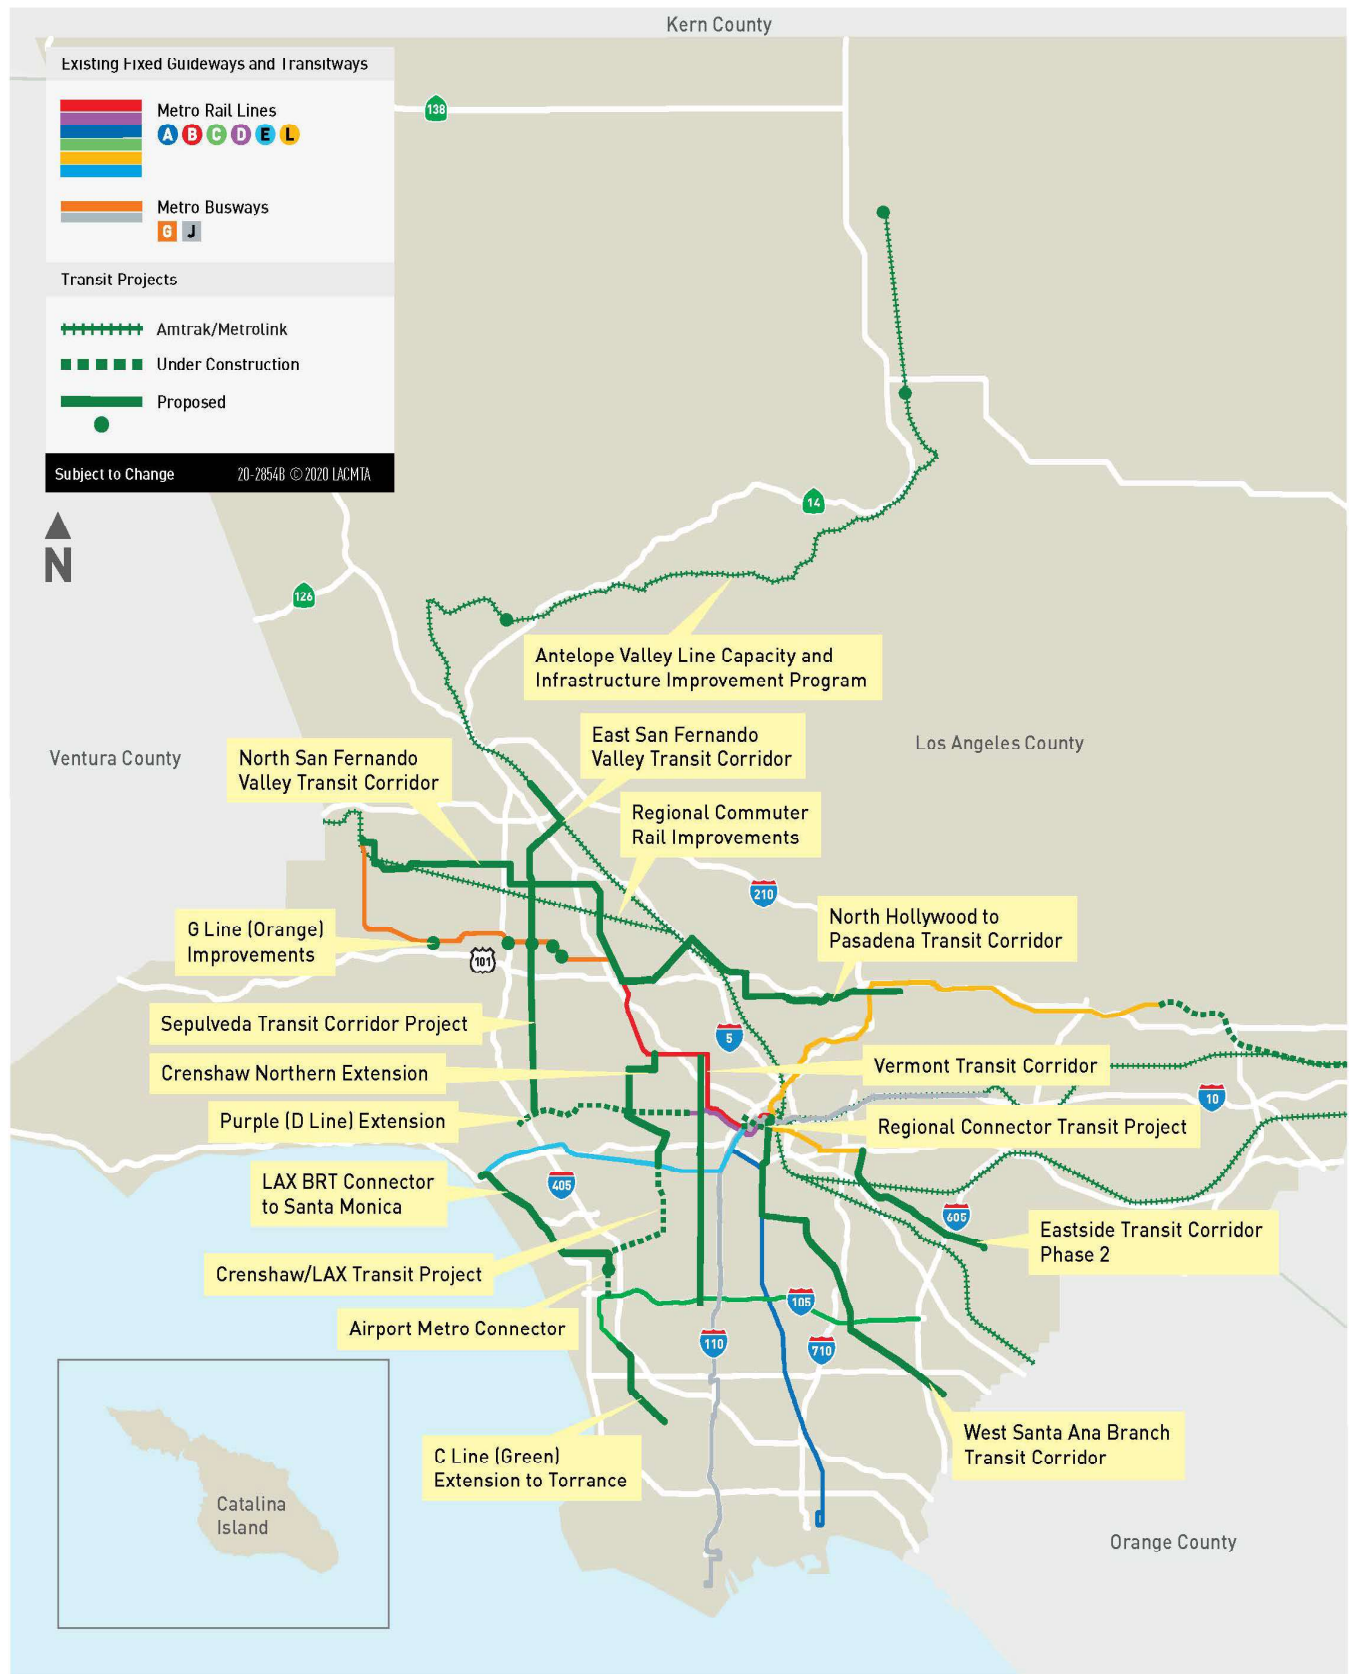 Kern County
Existing Fixed Guideways and Transitways
Metro Rail Lines
A B C D E L
Metro Busways
G J
Transit Projects
Amtrak/Metrolink
Under Construction
Proposed
Subject to Change 20-2854B ©2020 LACMTA
N
138
14
126
Antelope Valley Line Capacity and
Infrastructure Improvement Program
Ventura County
Los Angeles County
East San Fernando
Valley Transit Corridor
North San Fernando
Valley Transit Corridor
Regional Commuter
Rail Improvements
210
North Hollywood to
Pasadena Transit Corridor
G Line (Orange)
Improvements
101
Sepulveda Transit Corridor Project
5
Crenshaw Northern Extension
Vermont Transit Corridor
10
Purple (D Line) Extension
Regional Connector Transit Project
LAX BRT Connector
to Santa Monica
405
605
Eastside Transit Corridor
Phase 2
Crenshaw/LAX Transit Project
105
Airport Metro Connector
110
710
C Line (Green)
Extension to Torrance
West Santa Ana Branch
Transit Corridor
Catalina
Island
Orange County